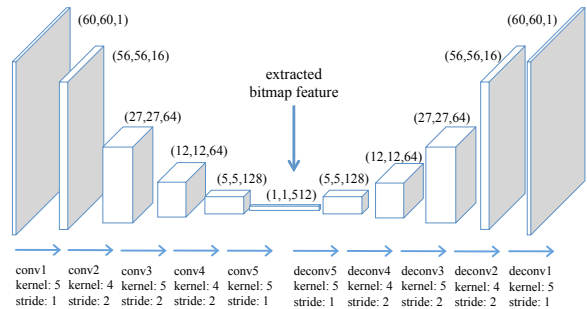 (60,60,1)
(56,56,16)
(27,27,64)
(12,12,64)
(5,5,128)
extracted
bitmap feature
(1,1,512)
(5,5,128)
(12,12,64)
(27,27,64)
(56,56,16)
(60,60,1)
conv1
kernel: 5
stride: 1
conv2
kernel: 4
stride: 2
conv3
kernel: 5
stride: 2
conv4
kernel: 4
stride: 2
conv5
kernel: 5
stride: 1
deconv5
kernel: 5
stride: 1
deconv4
kernel: 4
stride: 2
deconv3
kernel: 5
stride: 2
deconv2
kernel: 4
stride: 2
deconv1
kernel: 5
stride: 1